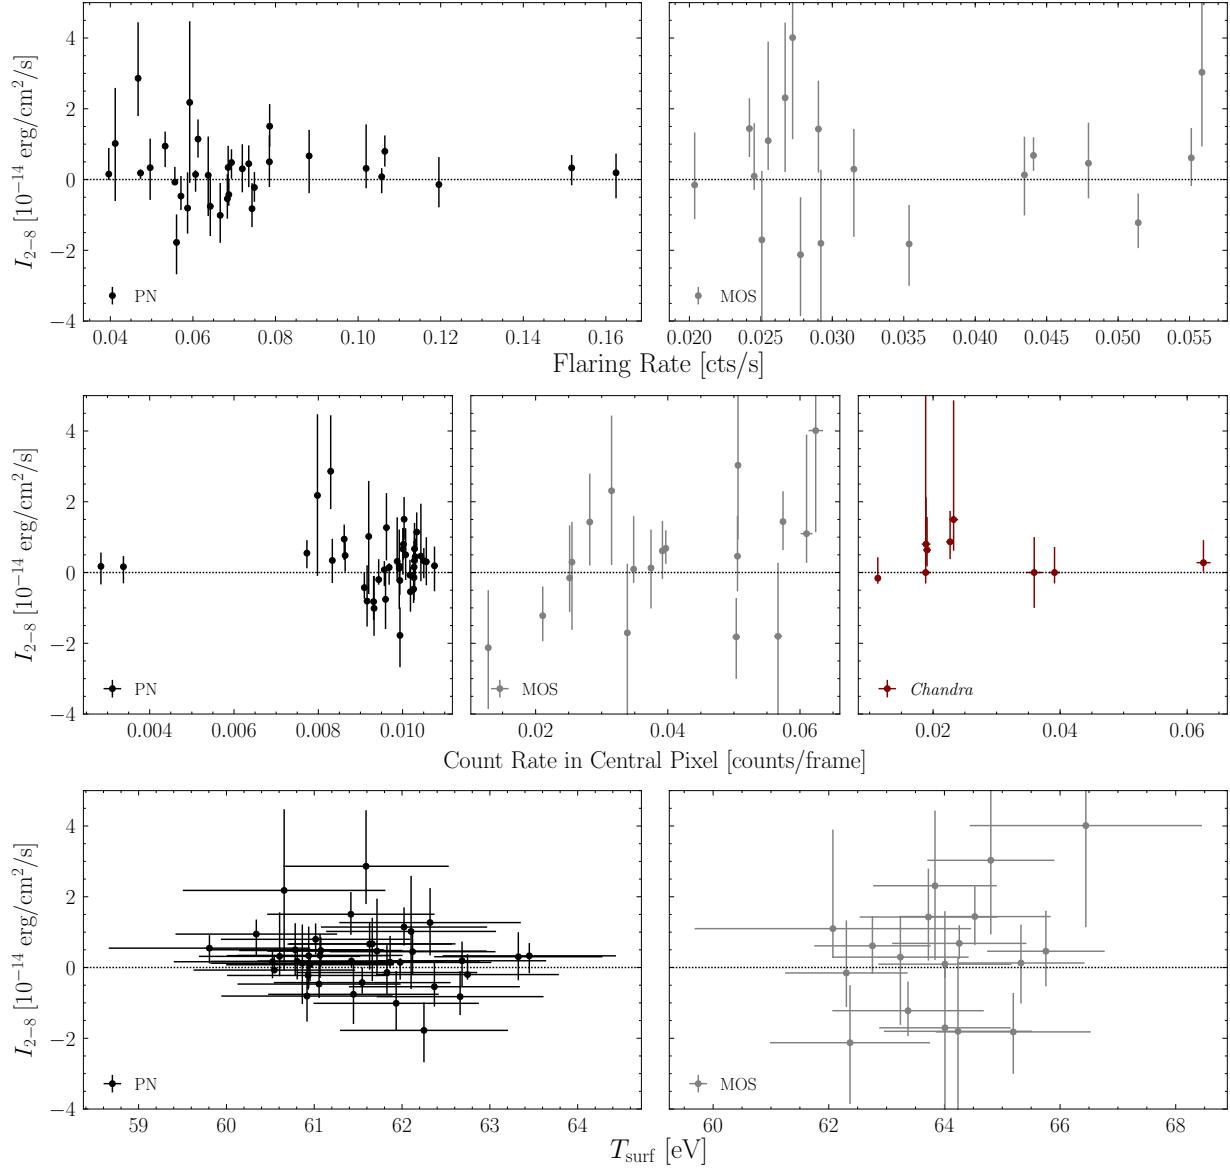 4
2
0
−2
−4
I₂₋₈ [10⁻¹⁴ erg/cm²/s]
PN
MOS
0.04 0.06 0.08 0.10 0.12 0.14 0.16
0.020 0.025 0.030 0.035 0.040 0.045 0.050 0.055
Flaring Rate [cts/s]
4
2
0
−2
−4
I₂₋₈ [10⁻¹⁴ erg/cm²/s]
PN
MOS
Chandra
0.004 0.006 0.008 0.010
0.02 0.04 0.06
0.02 0.04 0.06
Count Rate in Central Pixel [counts/frame]
4
2
0
−2
−4
I₂₋₈ [10⁻¹⁴ erg/cm²/s]
PN
MOS
59 60 61 62 63 64
60 62 64 66 68
T_surf [eV]